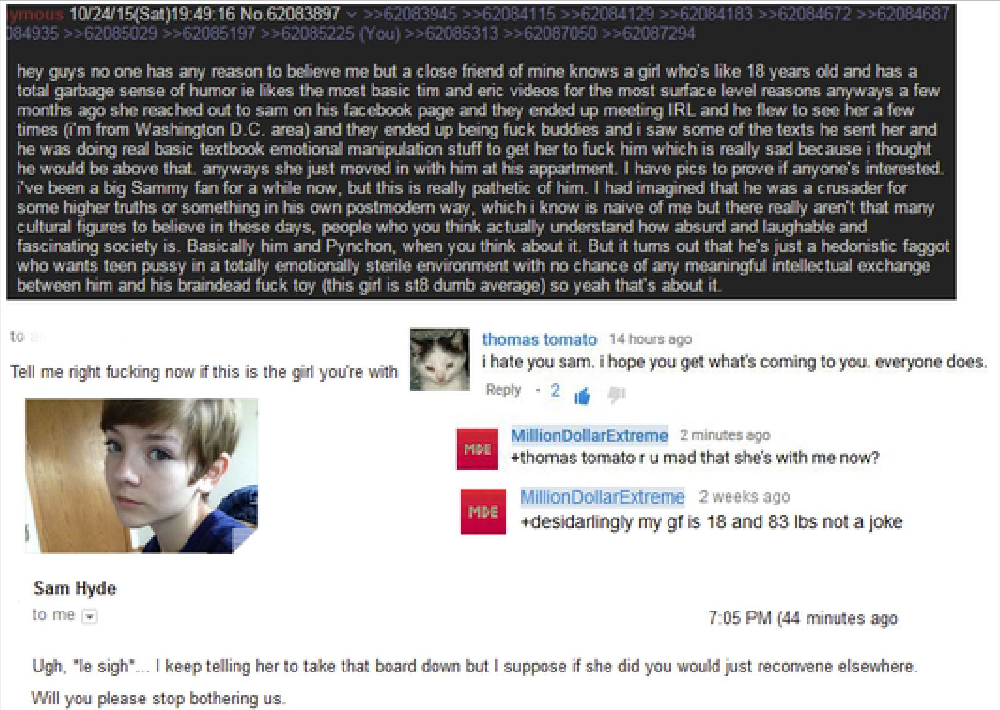 ymous 10/24/15(Sat)19:49:16 No.62083897 >>62083945 >>62084115 >>62084129 >>62084183 >>62084672 >>62084687
084935 >>62085029 >>62085197 >>62085225 (You) >>62085313 >>62087050 >>62087294
hey guys no one has any reason to believe me but a close friend of mine knows a girl who's like 18 years old and has a
total garbage sense of humor ie likes the most basic tim and eric videos for the most surface level reasons anyways a few
months ago she reached out to sam on his facebook page and they ended up meeting IRL and he flew to see her a few
times (i'm from Washington D.C. area) and they ended up being fuck buddies and i saw some of the texts he sent her and
he was doing real basic textbook emotional manipulation stuff to get her to fuck him which is really sad because i thought
he would be above that. anyways she just moved in with him at his appartment. I have pics to prove if anyone's interested.
i've been a big Sammy fan for a while now, but this is really pathetic of him. I had imagined that he was a crusader for
some higher truths or something in his own postmodern way, which i know is naive of me but there really aren't that many
cultural figures to believe in these days, people who you think actually understand how absurd and laughable and
fascinating society is. Basically him and Pynchon, when you think about it. But it turns out that he's just a hedonistic faggot
who wants teen pussy in a totally emotionally sterile environment with no chance of any meaningful intellectual exchange
between him and his braindead fuck toy (this girl is st8 dumb average) so yeah that's about it.
to
Tell me right fucking now if this is the girl you're with
thomas tomato 14 hours ago
i hate you sam. i hope you get what's coming to you. everyone does.
Reply · 2
MDE
MillionDollarExtreme 2 minutes ago
+thomas tomato r u mad that she's with me now?
MDE
MillionDollarExtreme 2 weeks ago
+desidarlingly my gf is 18 and 83 lbs not a joke
Sam Hyde
to me
7:05 PM (44 minutes ago
Ugh, "le sigh"... I keep telling her to take that board down but I suppose if she did you would just reconvene elsewhere.
Will you please stop bothering us.